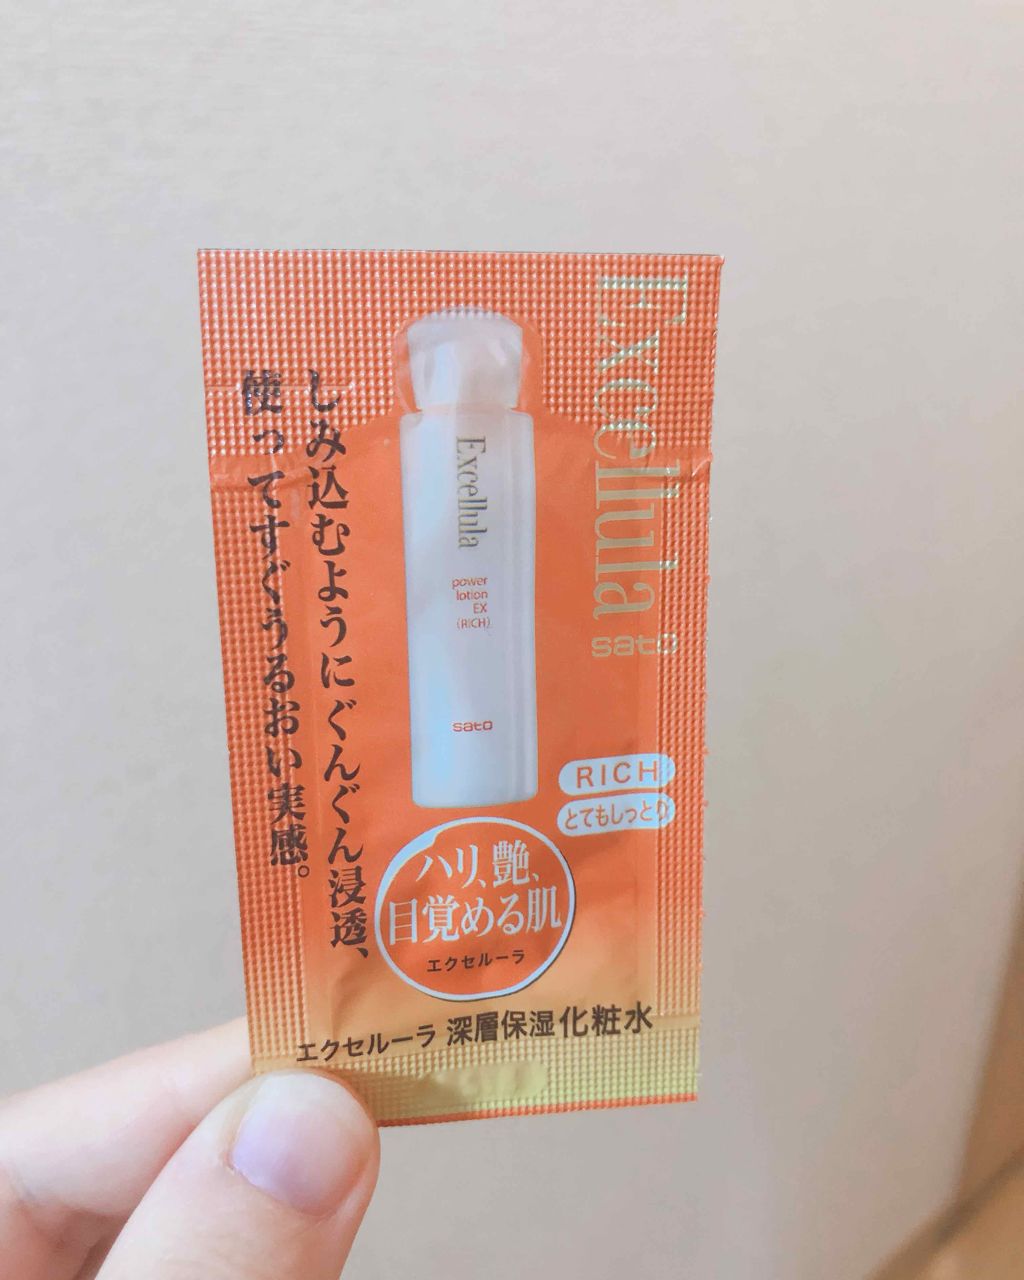 Excellula
sato
しみ込むようにぐんぐん浸透、
使ってすぐうるおい実感。
Excellula
power
lotion
EX
(RICH)
sato
RICH
とてもしっとり
ハリ、艶、
目覚める肌
エクセルーラ
エクセルーラ 深層保湿化粧水